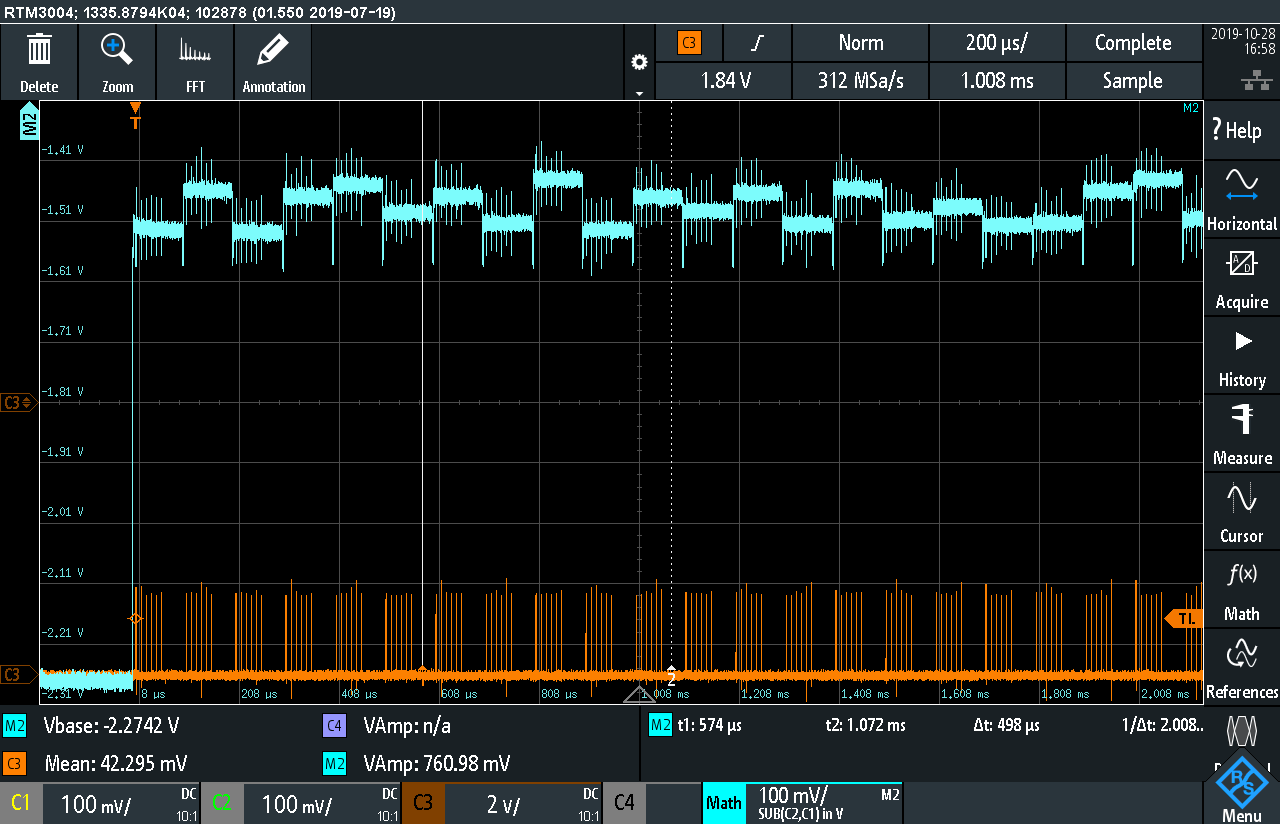 RTM3004; 1335.8794K04; 102878 (01.550 2019-07-19)
Delete
Zoom
FFT
Annotation
C3
Norm
200 µs/
Complete
1.84 V
312 MSa/s
1.008 ms
Sample
2019-10-28
16:58
M2
T
M2
-1.41 V
-1.51 V
-1.61 V
-1.71 V
-1.81 V
C3
-1.91 V
-2.01 V
-2.11 V
-2.21 V
TL
C3
-2.31 V
8 µs
208 µs
408 µs
608 µs
808 µs
1.008 ms
2
1.208 ms
1.408 ms
1.608 ms
1.808 ms
2.008 ms
? Help
Horizontal
A/D
Acquire
History
Measure
Cursor
f(x)
Math
References
R&S
Menu
M2 Vbase: -2.2742 V
C4 VAmp: n/a
M2 t1: 574 µs t2: 1.072 ms Δt: 498 µs 1/Δt: 2.008..
C3 Mean: 42.295 mV
M2 VAmp: 760.98 mV
C1 100 mV/ DC 10:1
C2 100 mV/ DC 10:1
C3 2 V/ DC 10:1
C4
Math 100 mV/ M2
SUB(C2,C1) in V